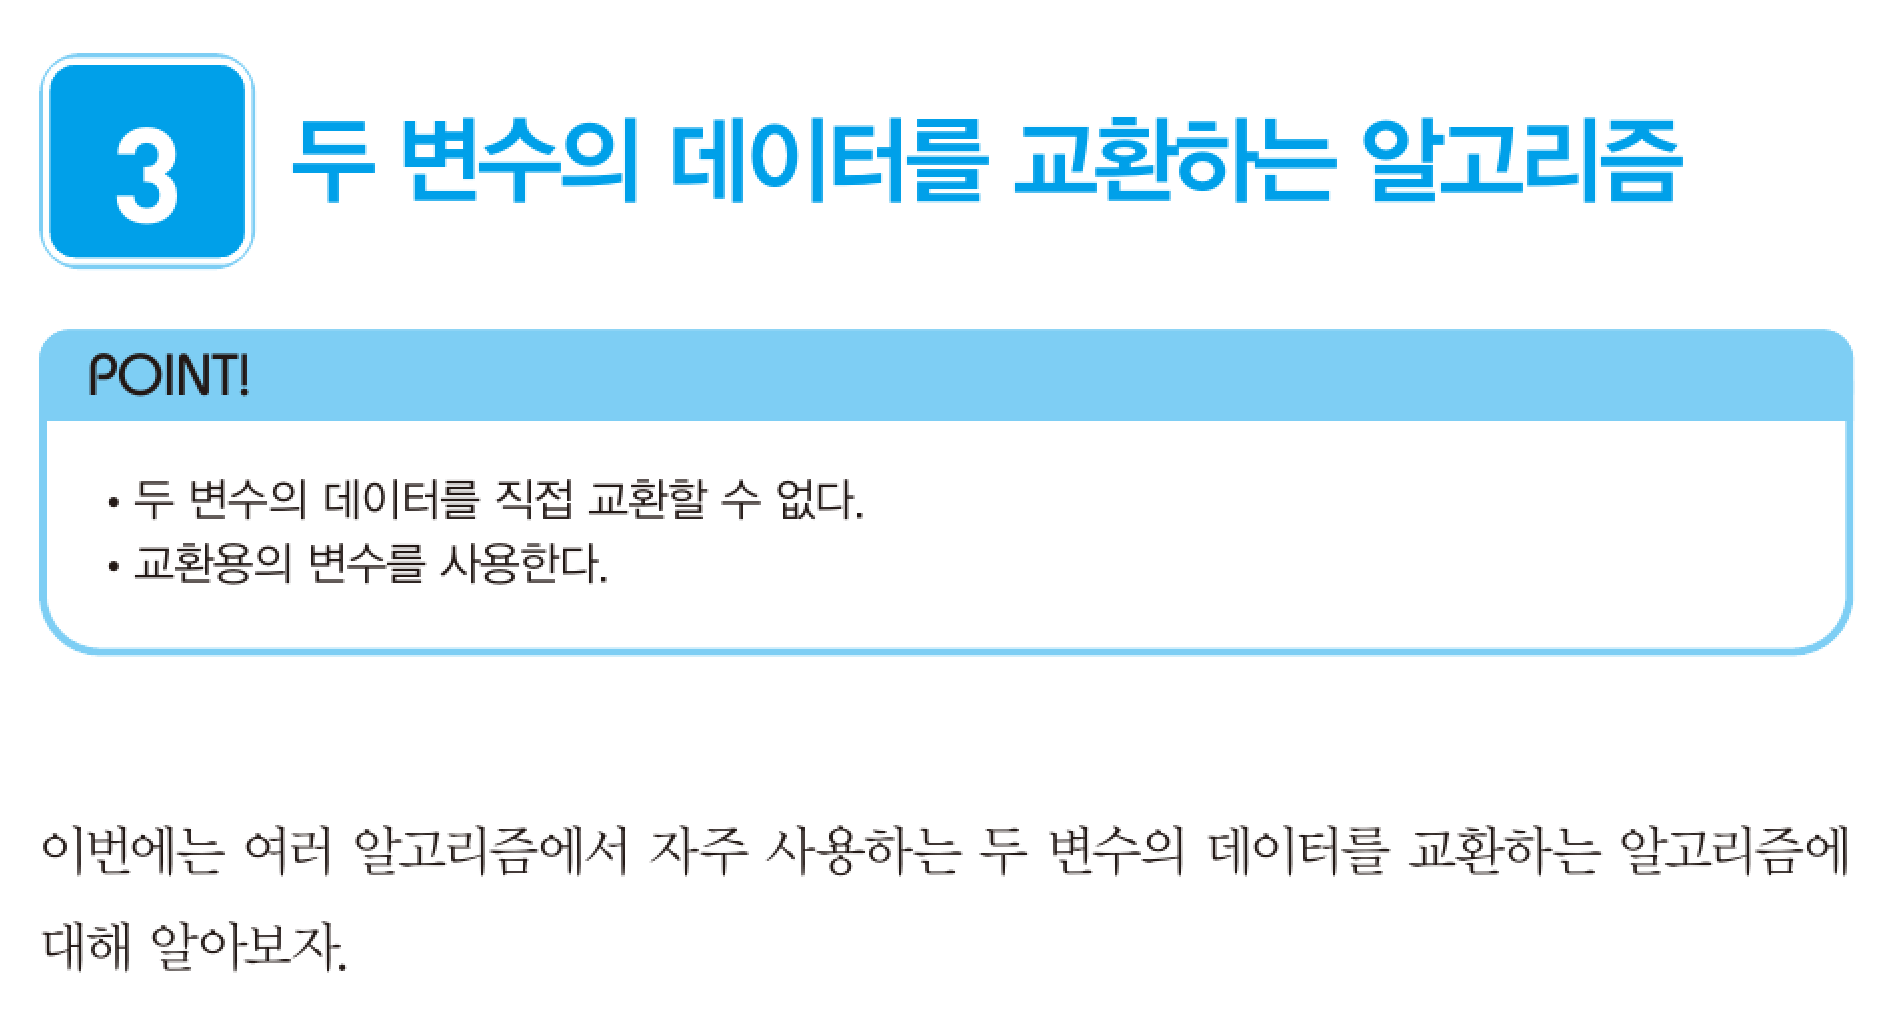 3 두 변수의 데이터를 교환하는 알고리즘
POINT!
• 두 변수의 데이터를 직접 교환할 수 없다.
• 교환용의 변수를 사용한다.
이번에는 여러 알고리즘에서 자주 사용하는 두 변수의 데이터를 교환하는 알고리즘에
대해 알아보자.